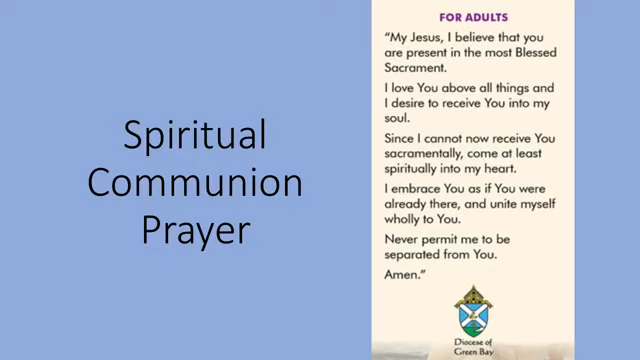 Spiritual
Communion
Prayer
FOR ADULTS
“My Jesus, I believe that you
are present in the most Blessed
Sacrament.
I love You above all things and
I desire to receive You into my
soul.
Since I cannot now receive You
sacramentally, come at least
spiritually into my heart.
I embrace You as if You were
already there, and unite myself
wholly to You.
Never permit me to be
separated from You.
Amen.”
Diocese of
Green Bay